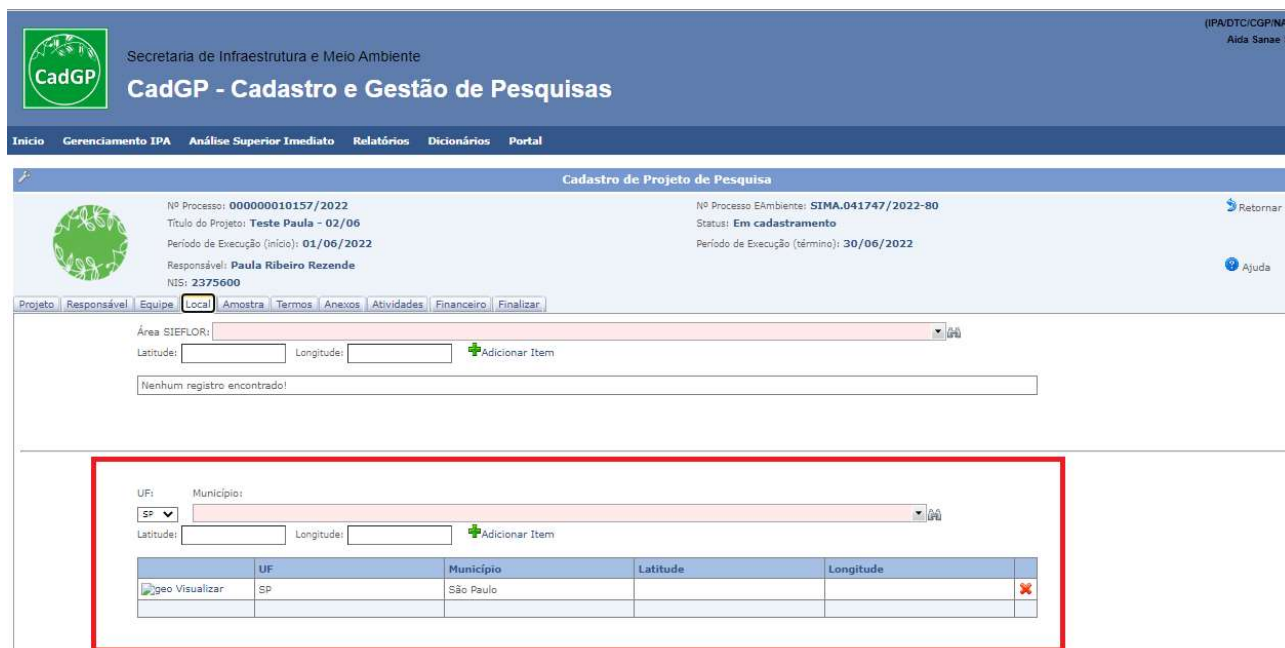 (IPA/DTC/CGP/NA
Aida Sanae
CadGP
Secretaria de Infraestrutura e Meio Ambiente
CadGP - Cadastro e Gestão de Pesquisas
Inicio Gerenciamento IPA Análise Superior Imediato Relatórios Dicionários Portal
Cadastro de Projeto de Pesquisa
Nº Processo: 000000010157/2022 Nº Processo EAmbiente: SIMA.041747/2022-80 Retornar
Título do Projeto: Teste Paula - 02/06 Status: Em cadastramento
Período de Execução (início): 01/06/2022 Período de Execução (término): 30/06/2022
Responsável: Paula Ribeiro Rezende Ajuda
NIS: 2375600
Projeto Responsável Equipe Local Amostra Termos Anexos Atividades Financeiro Finalizar
Área SIEFLOR:
Latitude: Longitude: Adicionar Item
Nenhum registro encontrado!
UF: Município:
SP
Latitude: Longitude: Adicionar Item
UF Município Latitude Longitude
geo Visualizar SP São Paulo